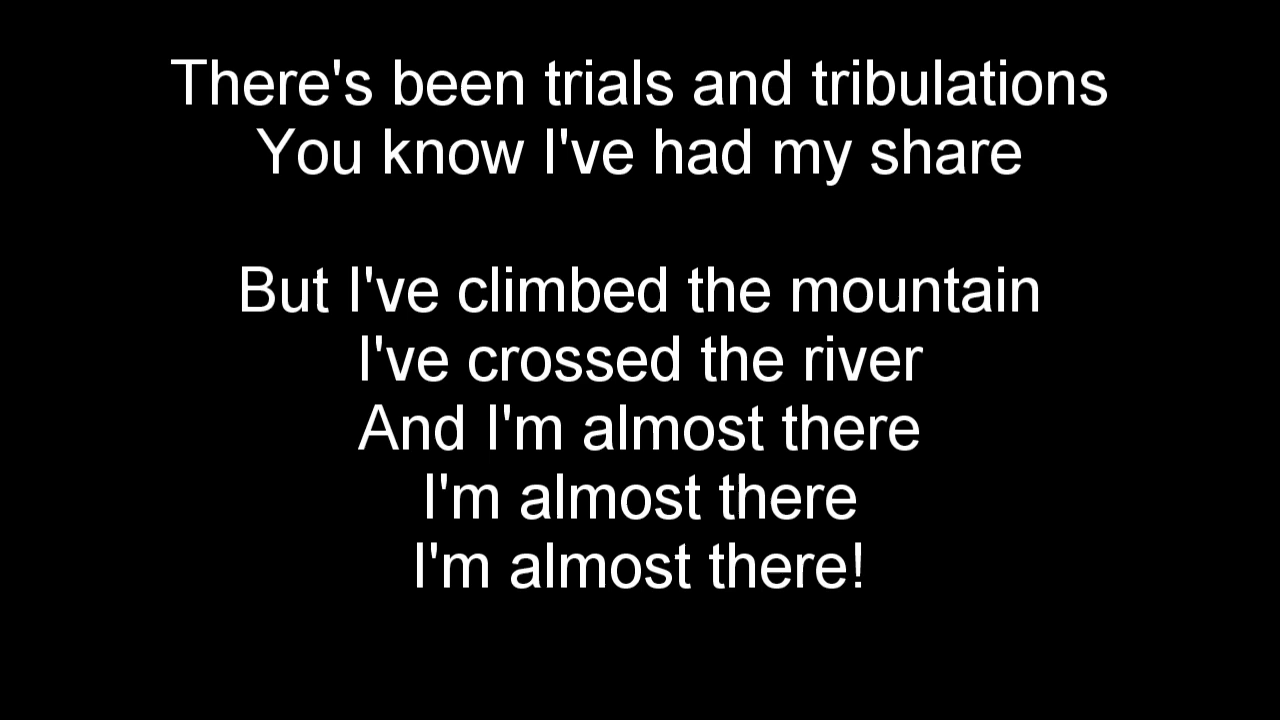 There's been trials and tribulations
You know I've had my share
But I've climbed the mountain
I've crossed the river
And I'm almost there
I'm almost there
I'm almost there!